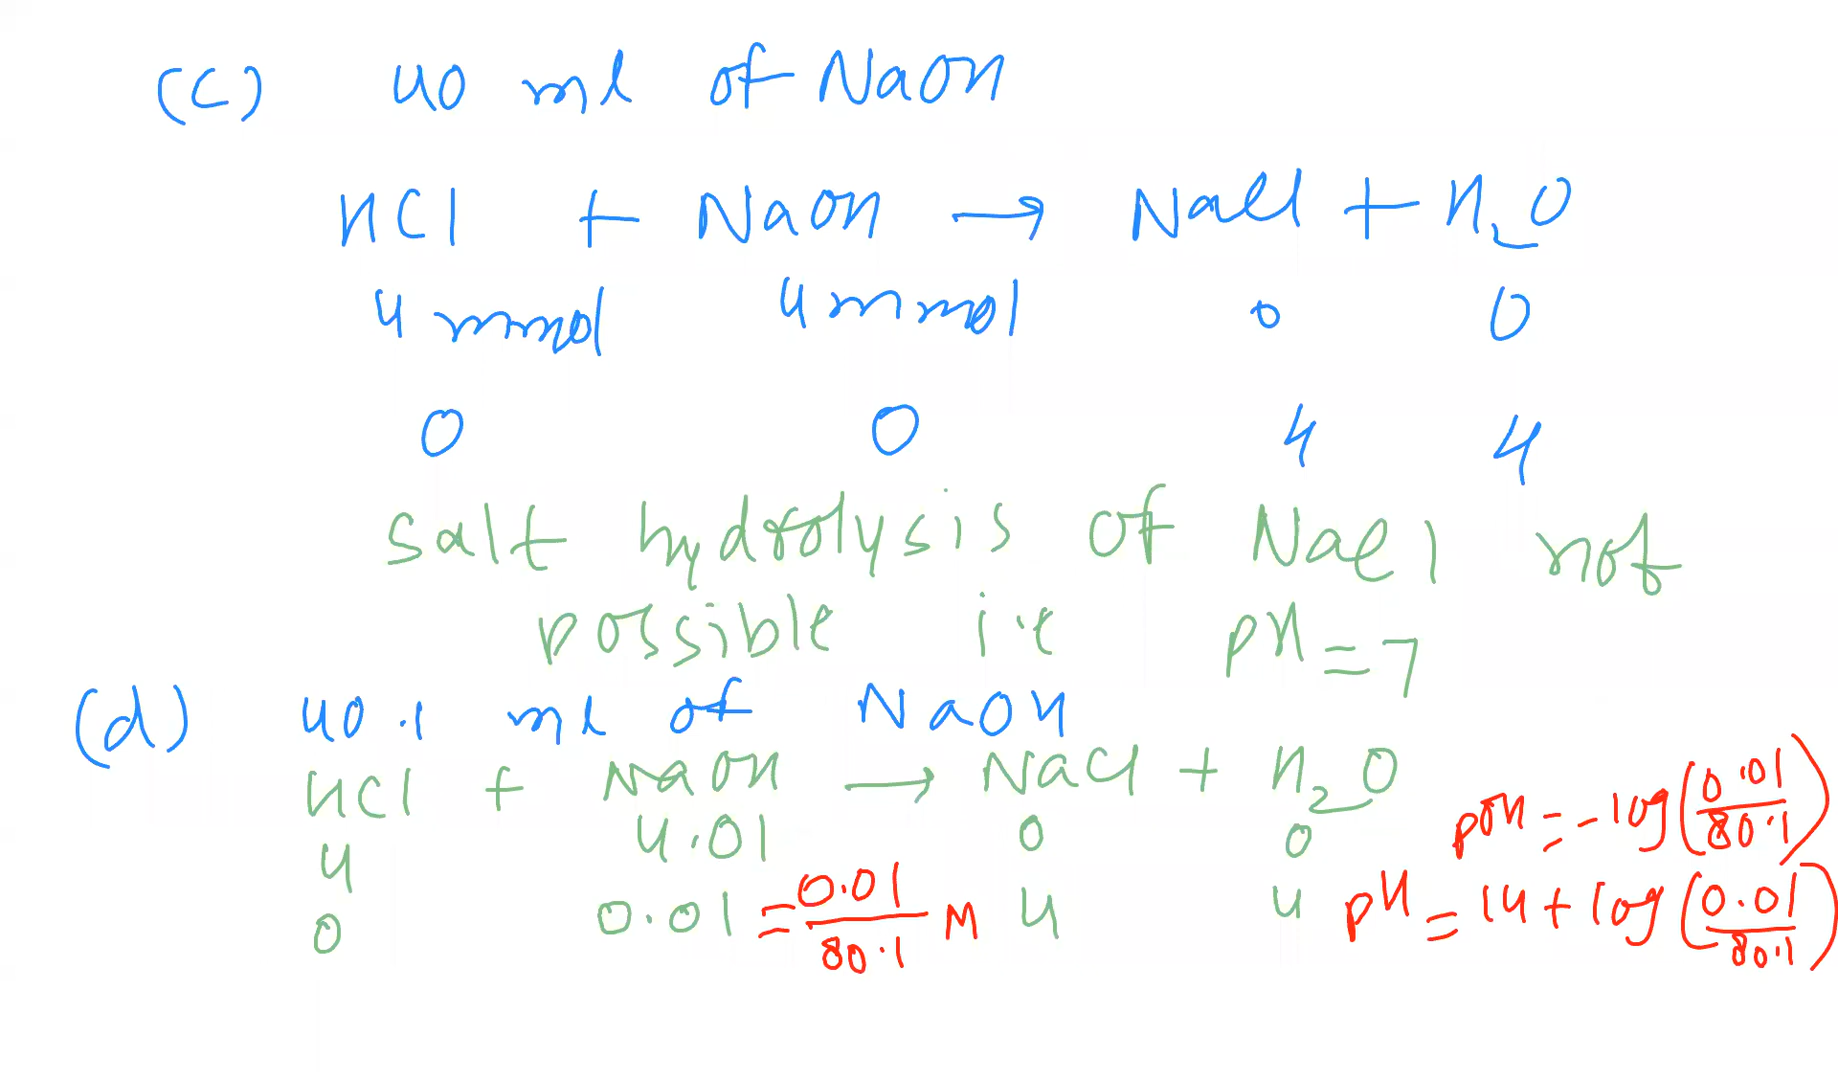 (c) 40 ml of NaOH
HCl + NaOH → NaCl + H₂O
4 mmol 4 mmol 0 0
0 0 4 4
salt hydrolysis of NaCl not
possible i.e pH = 7
(d) 40.1 ml of NaOH
HCl + NaOH → NaCl + H₂O
4 4.01 0 0
0 0.01 = 0.01/80.1 M 4 4
pOH = -log(0.01/80.1)
pH = 14 + log(0.01/80.1)